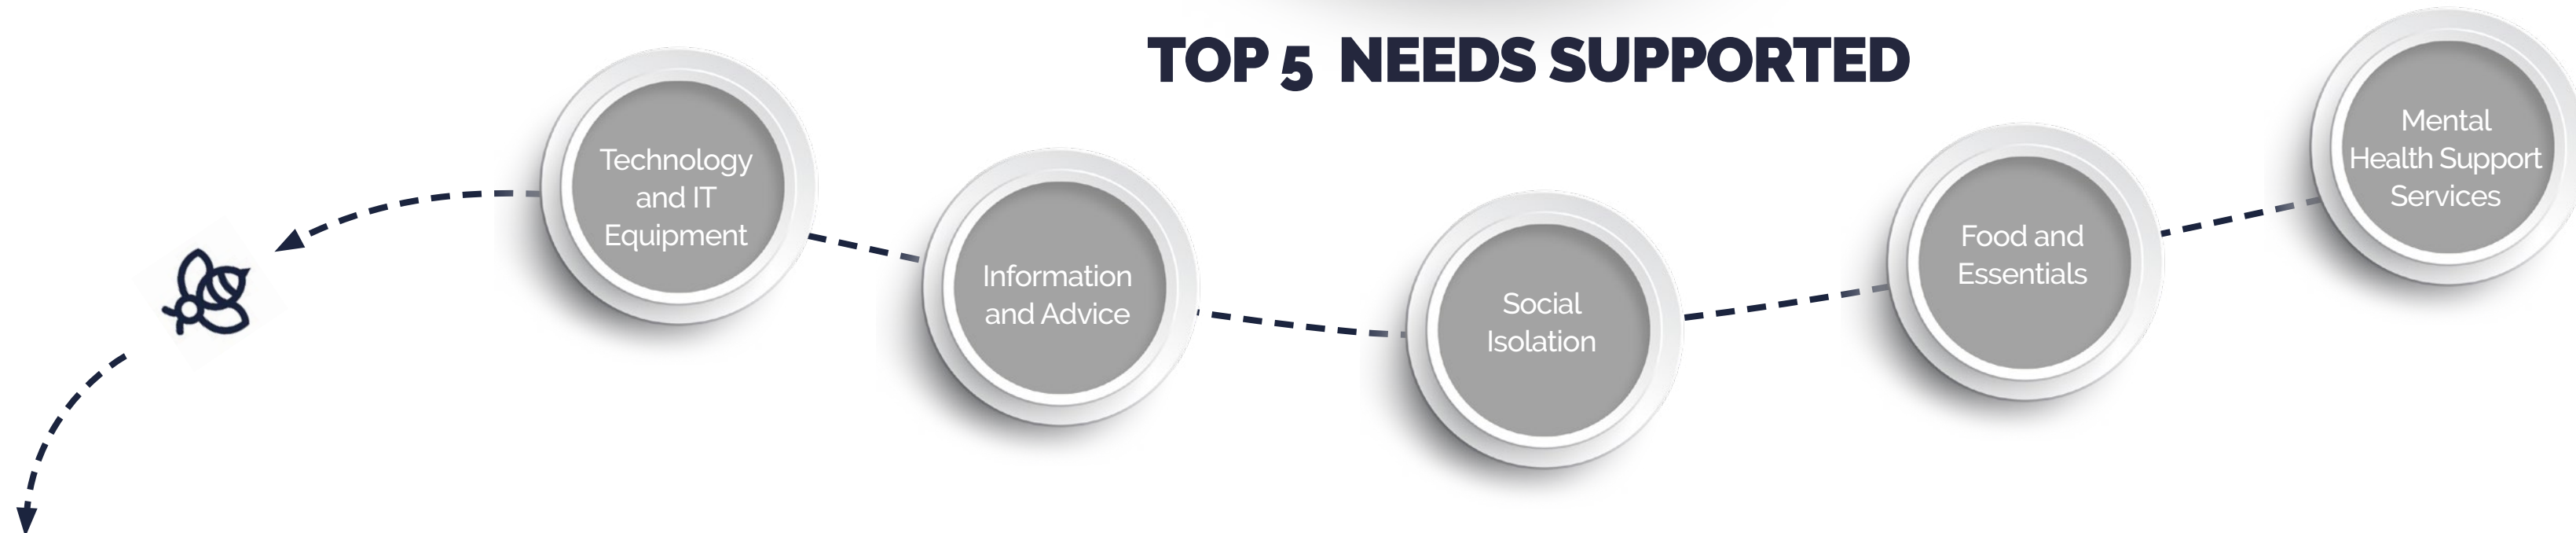 TOP 5 NEEDS SUPPORTED
Technology
and IT
Equipment
Information
and Advice
Social
Isolation
Food and
Essentials
Mental
Health Support
Services